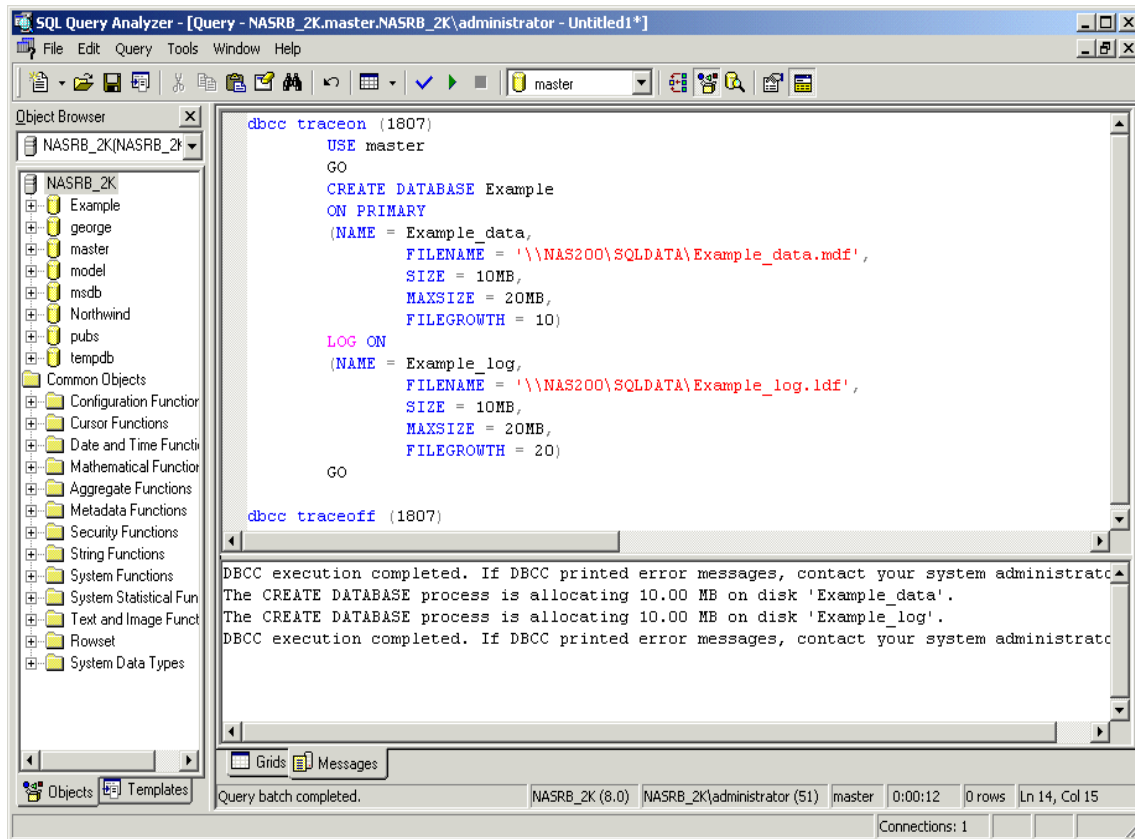 SQL Query Analyzer - [Query - NASRB_2K.master.NASRB_2K\administrator - Untitled1*]
File Edit Query Tools Window Help
master
Object Browser
NASRB_2K(NASRB_2K
NASRB_2K
Example
george
master
model
msdb
Northwind
pubs
tempdb
Common Objects
Configuration Function
Cursor Functions
Date and Time Functi
Mathematical Function
Aggregate Functions
Metadata Functions
Security Functions
String Functions
System Functions
System Statistical Fun
Text and Image Funct
Rowset
System Data Types
Objects Templates
dbcc traceon (1807)
USE master
GO
CREATE DATABASE Example
ON PRIMARY
(NAME = Example_data,
FILENAME = '\\NAS200\SQLDATA\Example_data.mdf',
SIZE = 10MB,
MAXSIZE = 20MB,
FILEGROWTH = 10)
LOG ON
(NAME = Example_log,
FILENAME = '\\NAS200\SQLDATA\Example_log.ldf',
SIZE = 10MB,
MAXSIZE = 20MB,
FILEGROWTH = 20)
GO
dbcc traceoff (1807)
DBCC execution completed. If DBCC printed error messages, contact your system administrato
The CREATE DATABASE process is allocating 10.00 MB on disk 'Example_data'.
The CREATE DATABASE process is allocating 10.00 MB on disk 'Example_log'.
DBCC execution completed. If DBCC printed error messages, contact your system administrato
Grids Messages
Query batch completed. NASRB_2K (8.0) NASRB_2K\administrator (51) master 0:00:12 0 rows Ln 14, Col 15
Connections: 1